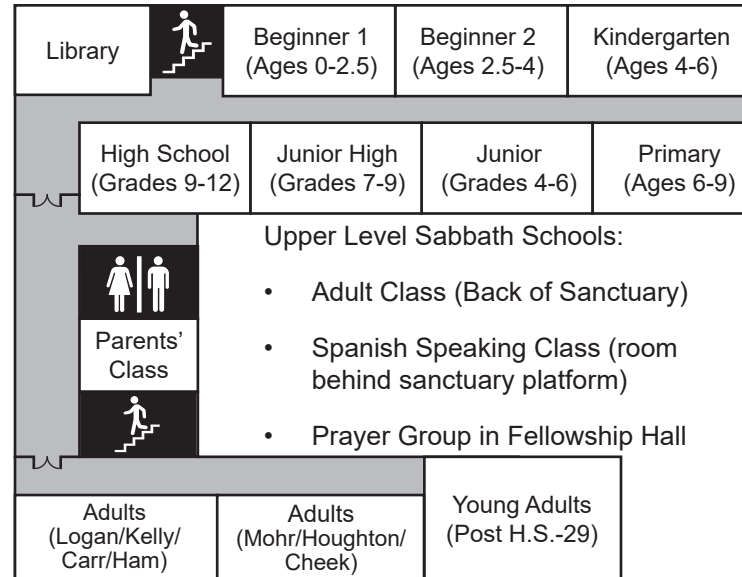 Library
Beginner 1
(Ages 0-2.5)
Beginner 2
(Ages 2.5-4)
Kindergarten
(Ages 4-6)
High School
(Grades 9-12)
Junior High
(Grades 7-9)
Junior
(Grades 4-6)
Primary
(Ages 6-9)
Upper Level Sabbath Schools:
• Adult Class (Back of Sanctuary)
• Spanish Speaking Class (room
behind sanctuary platform)
• Prayer Group in Fellowship Hall
Parents’
Class
Adults
(Logan/Kelly/
Carr/Ham)
Adults
(Mohr/Houghton/
Cheek)
Young Adults
(Post H.S.-29)